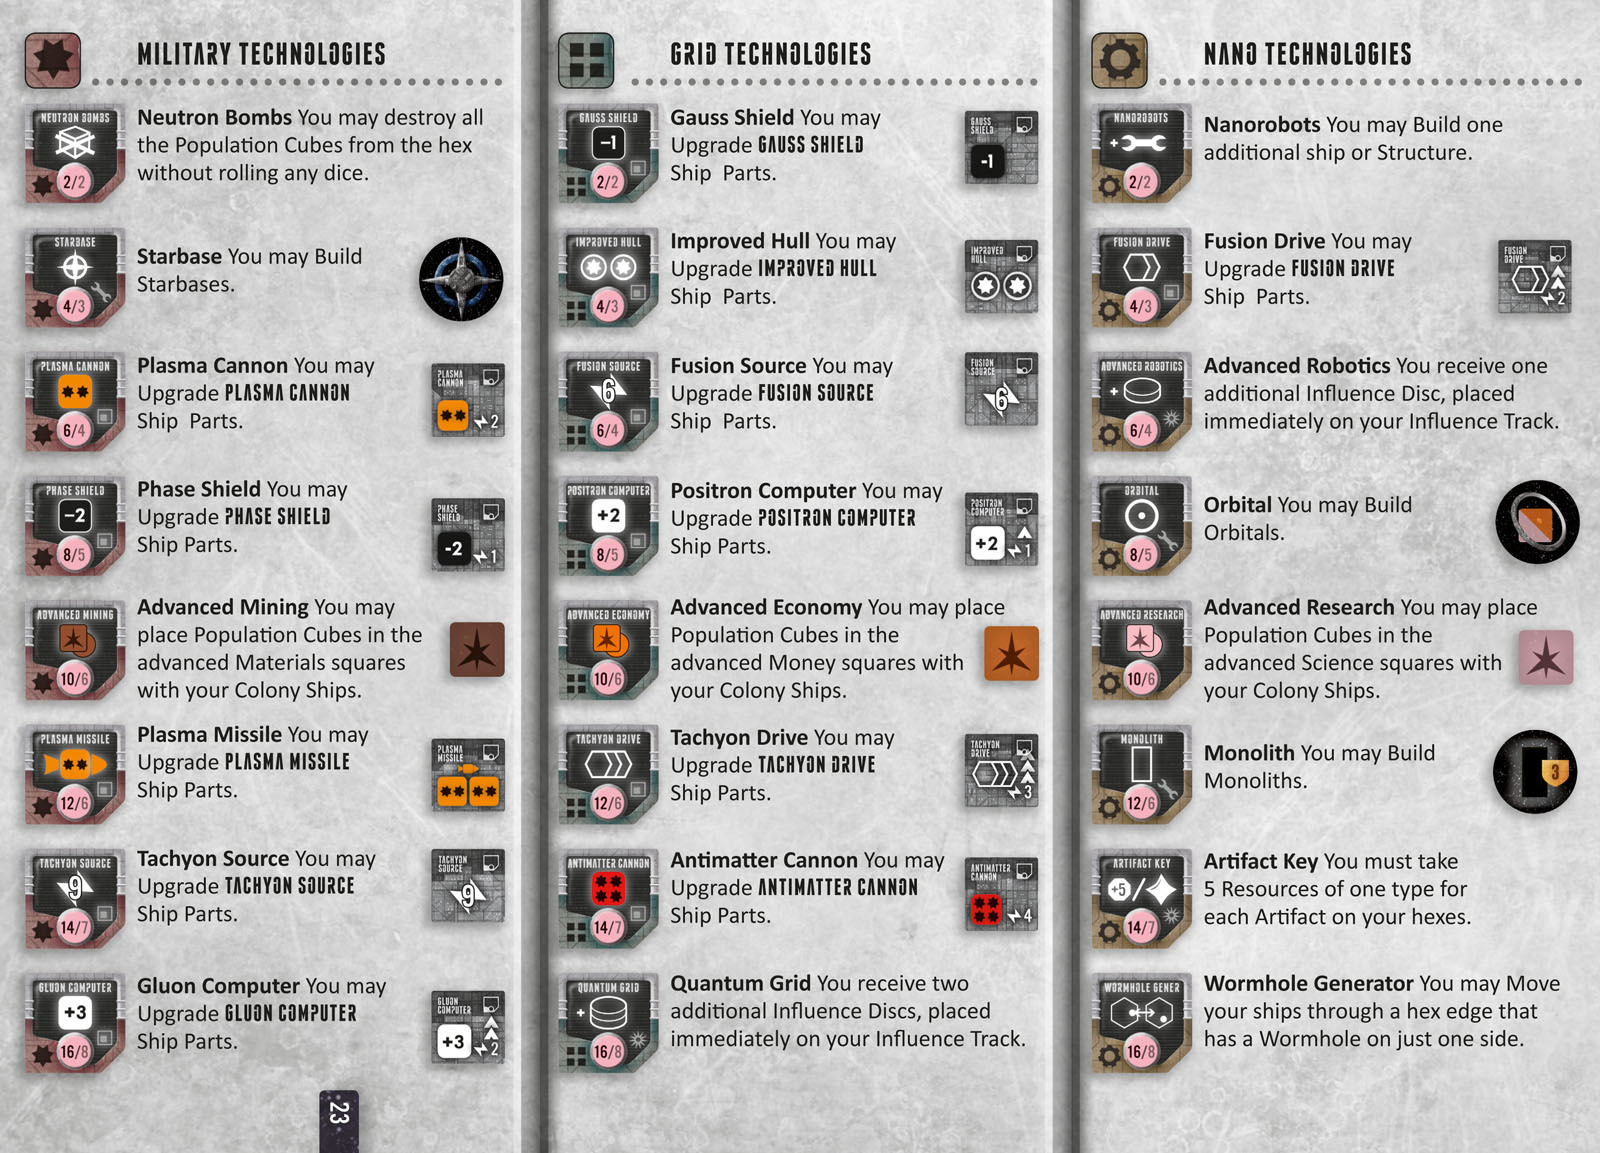 MILITARY TECHNOLOGIES
NEUTRON BOMBS
2/2
Neutron Bombs You may destroy all
the Population Cubes from the hex
without rolling any dice.
STARBASE
4/3
Starbase You may Build
Starbases.
PLASMA CANNON
6/4
Plasma Cannon You may
Upgrade PLASMA CANNON
Ship Parts.
PLASMA
CANNON
2
PHASE SHIELD
-2
8/5
Phase Shield You may
Upgrade PHASE SHIELD
Ship Parts.
PHASE
SHIELD
-2
1
ADVANCED MINING
10/6
Advanced Mining You may
place Population Cubes in the
advanced Materials squares
with your Colony Ships.
PLASMA MISSILE
12/6
Plasma Missile You may
Upgrade PLASMA MISSILE
Ship Parts.
PLASMA
MISSILE
TACHYON SOURCE
9
14/7
Tachyon Source You may
Upgrade TACHYON SOURCE
Ship Parts.
TACHYON
SOURCE
9
GLUON COMPUTER
+3
16/8
Gluon Computer You may
Upgrade GLUON COMPUTER
Ship Parts.
GLUON
COMPUTER
+3
2
23
GRID TECHNOLOGIES
GAUSS SHIELD
-1
2/2
Gauss Shield You may
Upgrade GAUSS SHIELD
Ship Parts.
GAUSS
SHIELD
-1
IMPROVED HULL
4/3
Improved Hull You may
Upgrade IMPROVED HULL
Ship Parts.
IMPROVED
HULL
FUSION SOURCE
6
6/4
Fusion Source You may
Upgrade FUSION SOURCE
Ship Parts.
FUSION
SOURCE
6
POSITRON COMPUTER
+2
8/5
Positron Computer You may
Upgrade POSITRON COMPUTER
Ship Parts.
POSITRON
COMPUTER
+2
1
ADVANCED ECONOMY
10/6
Advanced Economy You may place
Population Cubes in the
advanced Money squares with
your Colony Ships.
TACHYON DRIVE
12/6
Tachyon Drive You may
Upgrade TACHYON DRIVE
Ship Parts.
TACHYON
DRIVE
3
ANTIMATTER CANNON
14/7
Antimatter Cannon You may
Upgrade ANTIMATTER CANNON
Ship Parts.
ANTIMATTER
CANNON
4
QUANTUM GRID
+
16/8
Quantum Grid You receive two
additional Influence Discs, placed
immediately on your Influence Track.
NANO TECHNOLOGIES
NANOROBOTS
+
2/2
Nanorobots You may Build one
additional ship or Structure.
FUSION DRIVE
4/3
Fusion Drive You may
Upgrade FUSION DRIVE
Ship Parts.
FUSION
DRIVE
2
ADVANCED ROBOTICS
+
6/4
Advanced Robotics You receive one
additional Influence Disc, placed
immediately on your Influence Track.
ORBITAL
8/5
Orbital You may Build
Orbitals.
ADVANCED RESEARCH
10/6
Advanced Research You may place
Population Cubes in the
advanced Science squares with
your Colony Ships.
MONOLITH
12/6
Monolith You may Build
Monoliths.
3
ARTIFACT KEY
+5/
14/7
Artifact Key You must take
5 Resources of one type for
each Artifact on your hexes.
WORMHOLE GENER
16/8
Wormhole Generator You may Move
your ships through a hex edge that
has a Wormhole on just one side.